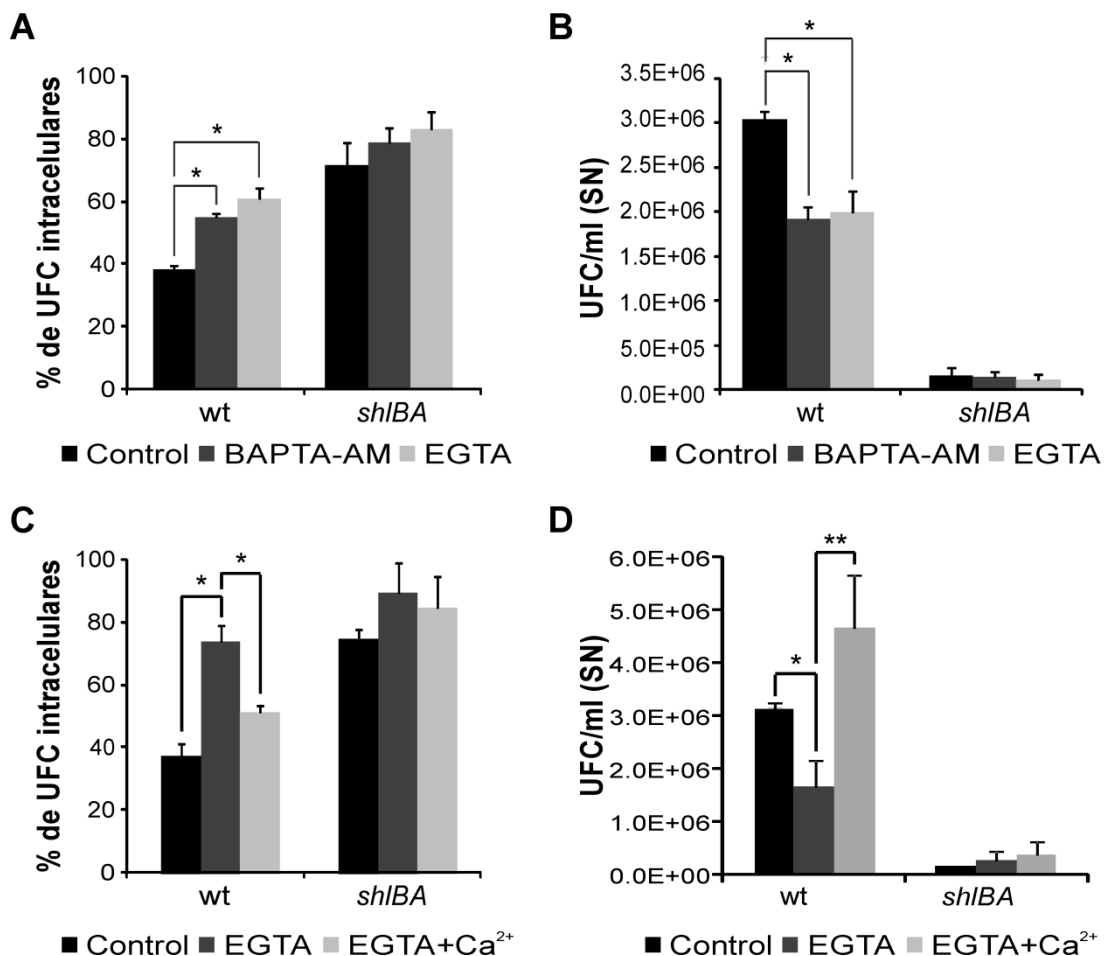 A
% de UFC intracelulares
100
80
60
40
20
0
*
*
wt
shlBA
Control BAPTA-AM EGTA
B
UFC/ml (SN)
3.5E+06
3.0E+06
2.5E+06
2.0E+06
1.5E+06
1.0E+06
5.0E+05
0.0E+00
*
*
wt
shlBA
Control BAPTA-AM EGTA
C
% de UFC intracelulares
100
80
60
40
20
0
*
*
wt
shlBA
Control EGTA EGTA+Ca²⁺
D
UFC/ml (SN)
6.0E+06
5.0E+06
4.0E+06
3.0E+06
2.0E+06
1.0E+06
0.0E+00
**
*
wt
shlBA
Control EGTA EGTA+Ca²⁺